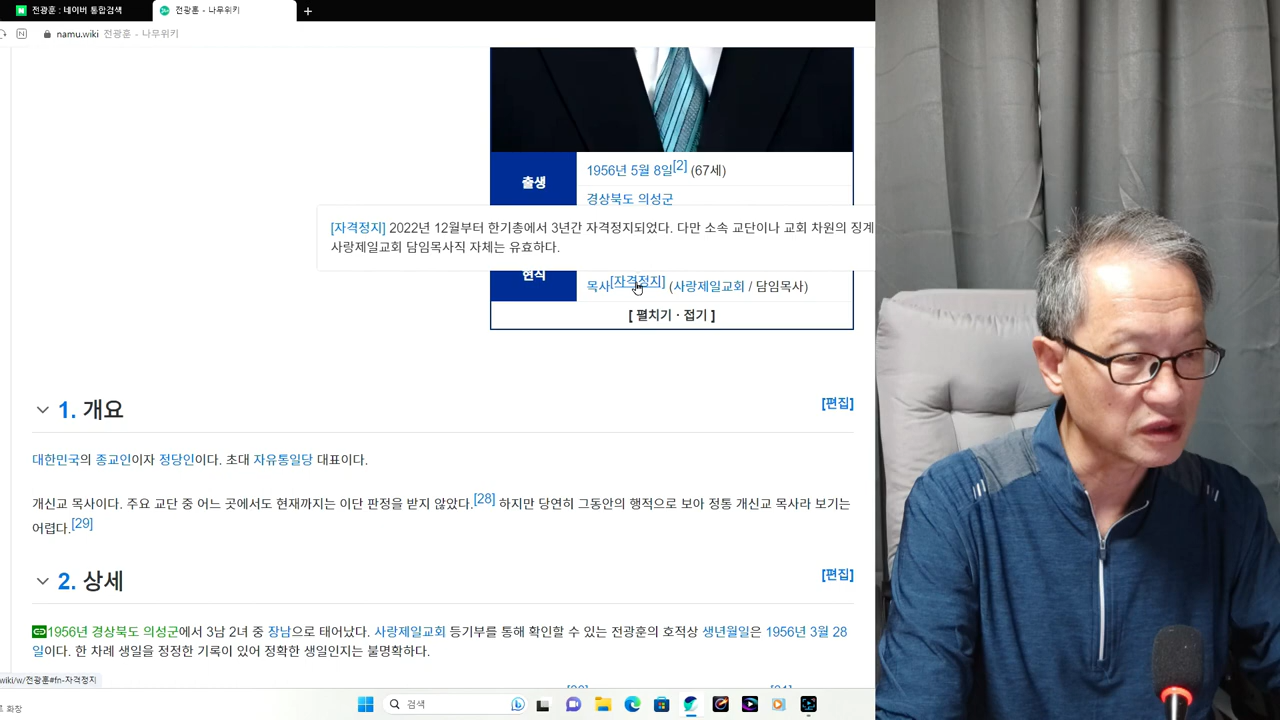 전광훈 : 네이버 통합검색
전광훈 - 나무위키
namu.wiki 전광훈 - 나무위키
출생
1956년 5월 8일[2] (67세)
경상북도 의성군
[자격정지] 2022년 12월부터 한기총에서 3년간 자격정지되었다. 다만 소속 교단이나 교회 차원의 징계
사랑제일교회 담임목사직 자체는 유효하다.
현직
목사[자격정지] (사랑제일교회 / 담임목사)
[ 펼치기 · 접기 ]
1. 개요
[편집]
대한민국의 종교인이자 정당인이다. 초대 자유통일당 대표이다.
개신교 목사이다. 주요 교단 중 어느 곳에서도 현재까지는 이단 판정을 받지 않았다.[28] 하지만 당연히 그동안의 행적으로 보아 정통 개신교 목사라 보기는
어렵다.[29]
2. 상세
[편집]
1956년 경상북도 의성군에서 3남 2녀 중 장남으로 태어났다. 사랑제일교회 등기부를 통해 확인할 수 있는 전광훈의 호적상 생년월일은 1956년 3월 28
일이다. 한 차례 생일을 정정한 기록이 있어 정확한 생일인지는 불명확하다.
wiki/w/전광훈#fn-자격정지
검색